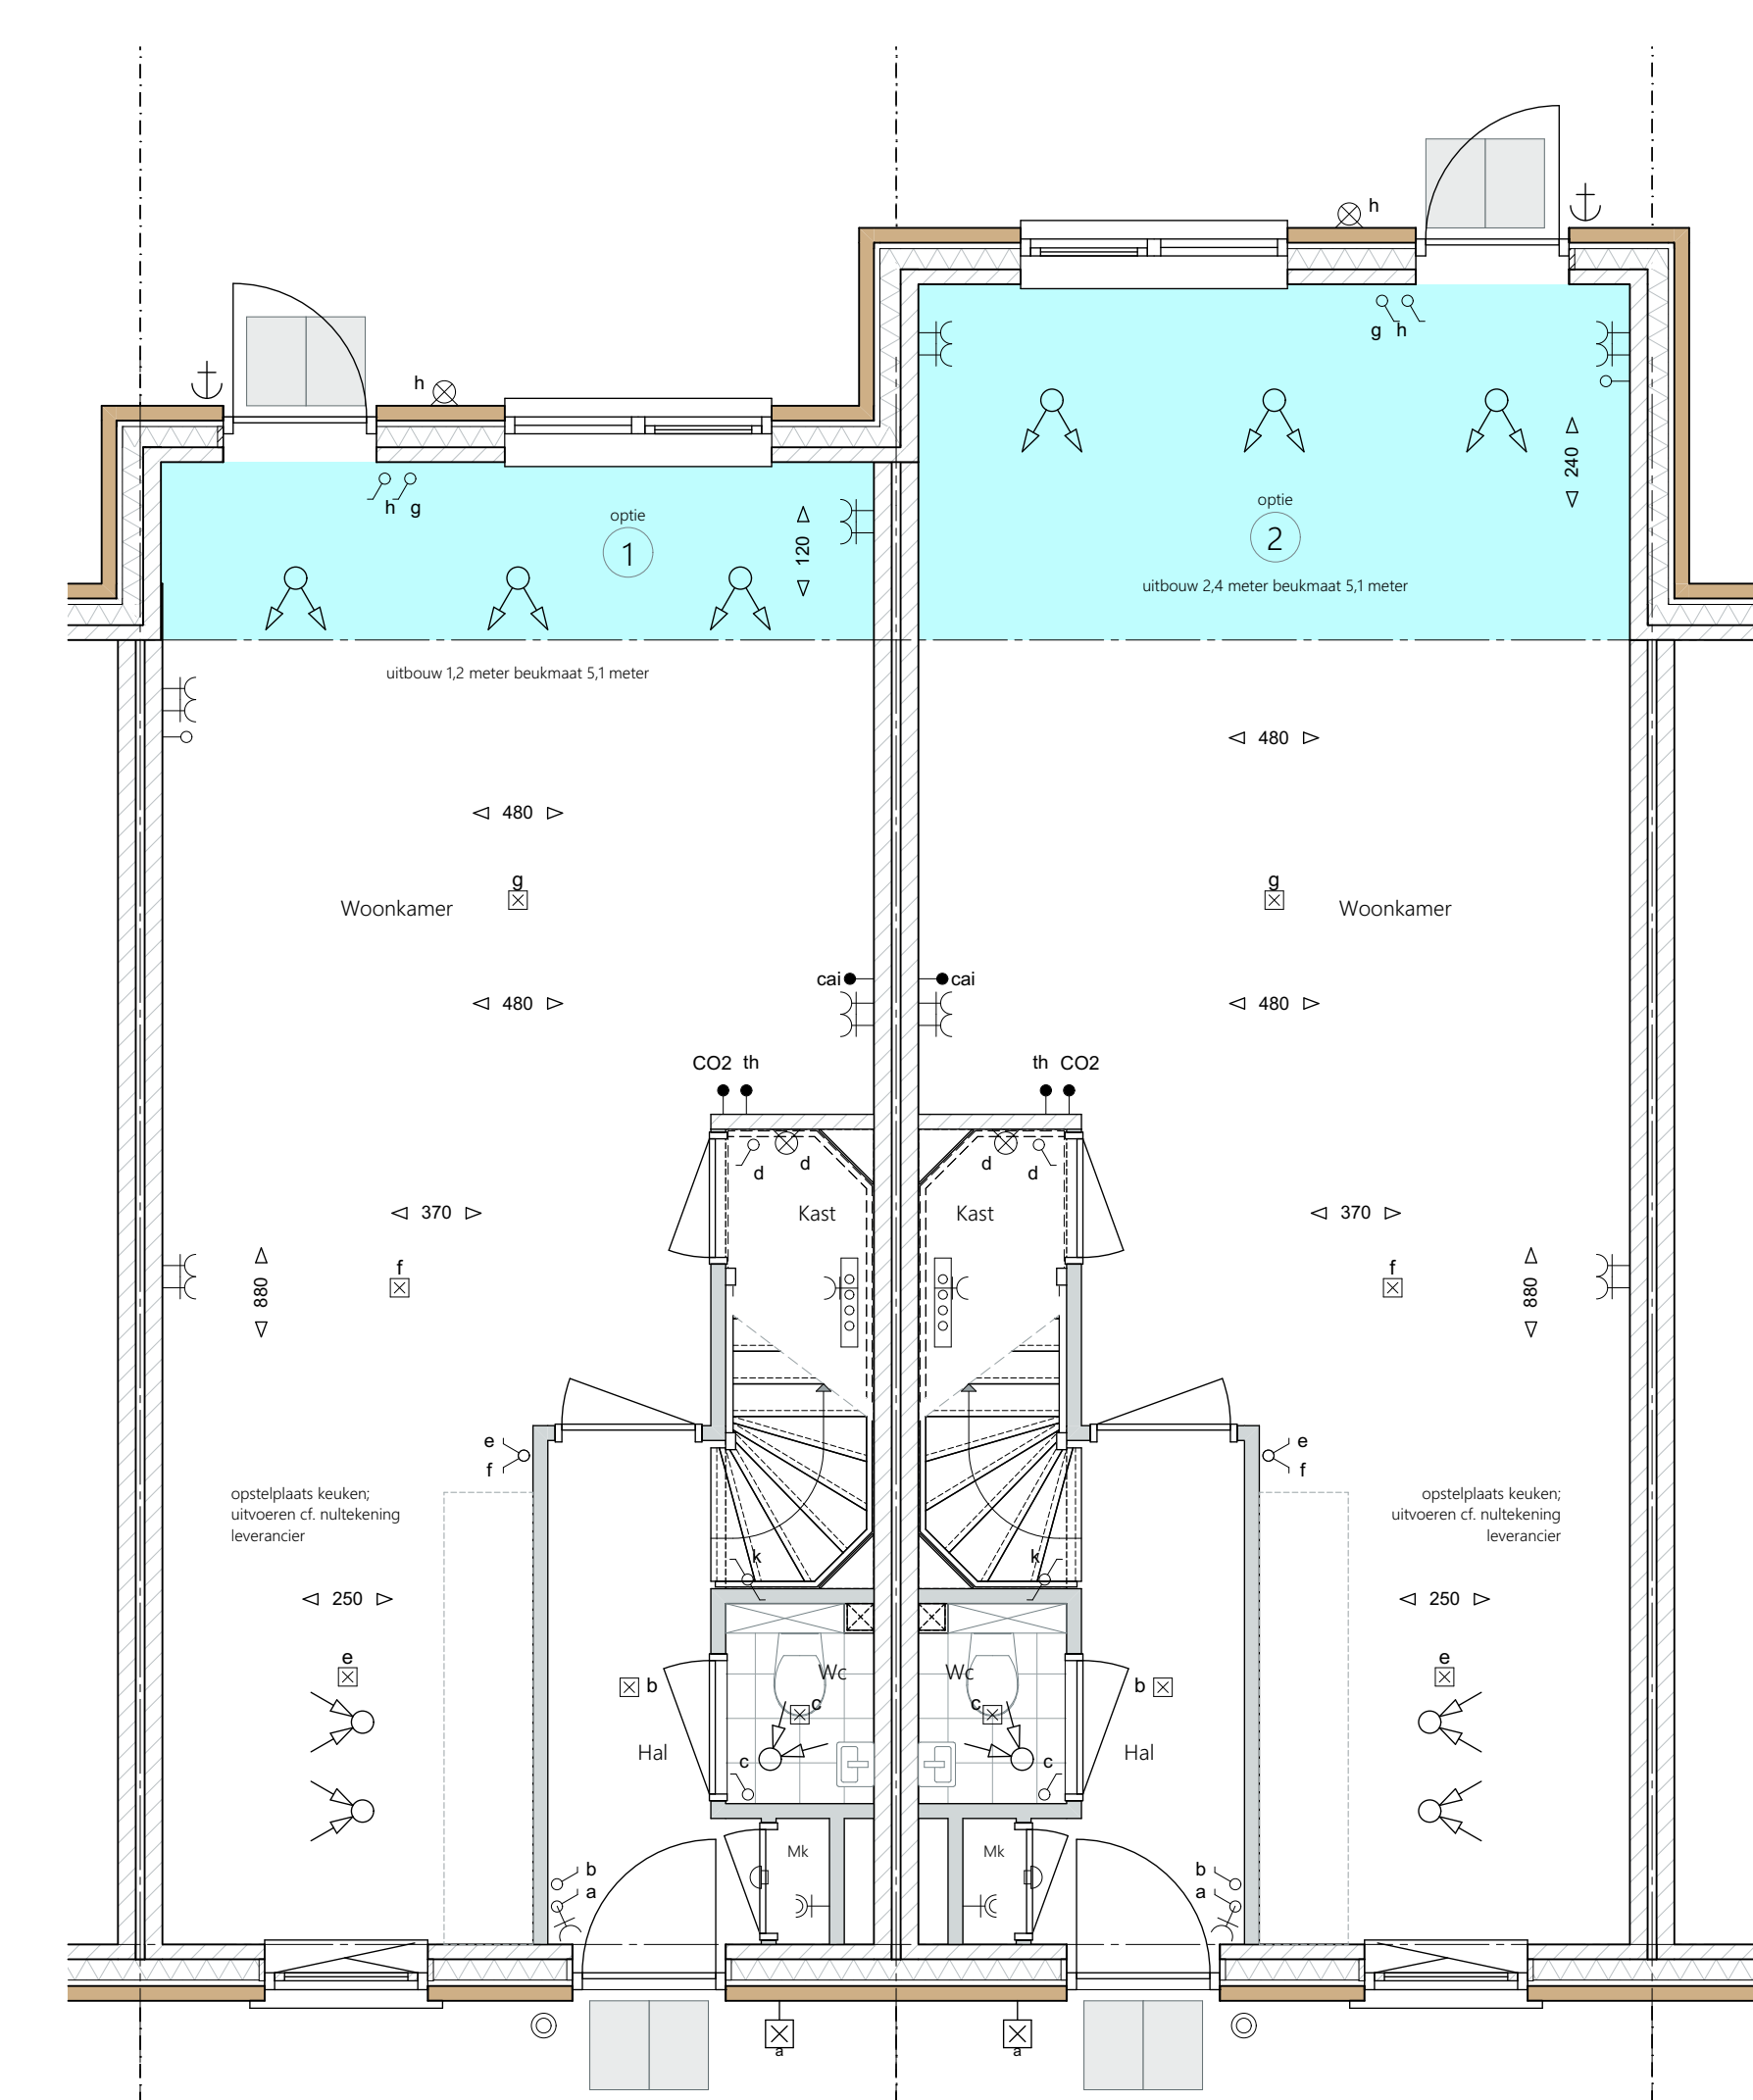 h
h
g h
240
h g
optie
1
120
optie
2
uitbouw 2,4 meter beukmaat 5,1 meter
uitbouw 1,2 meter beukmaat 5,1 meter
480
480
g
Woonkamer
g
Woonkamer
cai
cai
480
480
CO2 th
th CO2
d
d
d
d
Kast
Kast
370
370
880
f
f
880
e
f
e
f
opstelplaats keuken;
uitvoeren cf. nultekening
leverancier
opstelplaats keuken;
uitvoeren cf. nultekening
leverancier
k
k
250
250
e
e
b
Wc
Wc
b
c
c
Hal
c
c
Hal
b
a
Mk
Mk
b
a
a
a